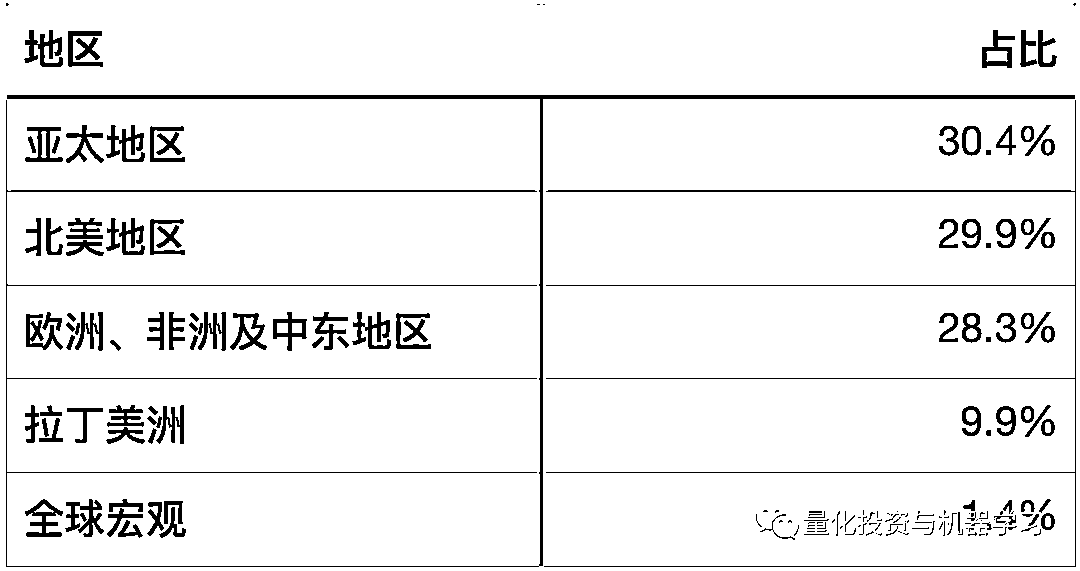 地区 占比
亚太地区 30.4%
北美地区 29.9%
欧洲、非洲及中东地区 28.3%
拉丁美洲 9.9%
全球宏观 1.4%
量化投资与机器学习